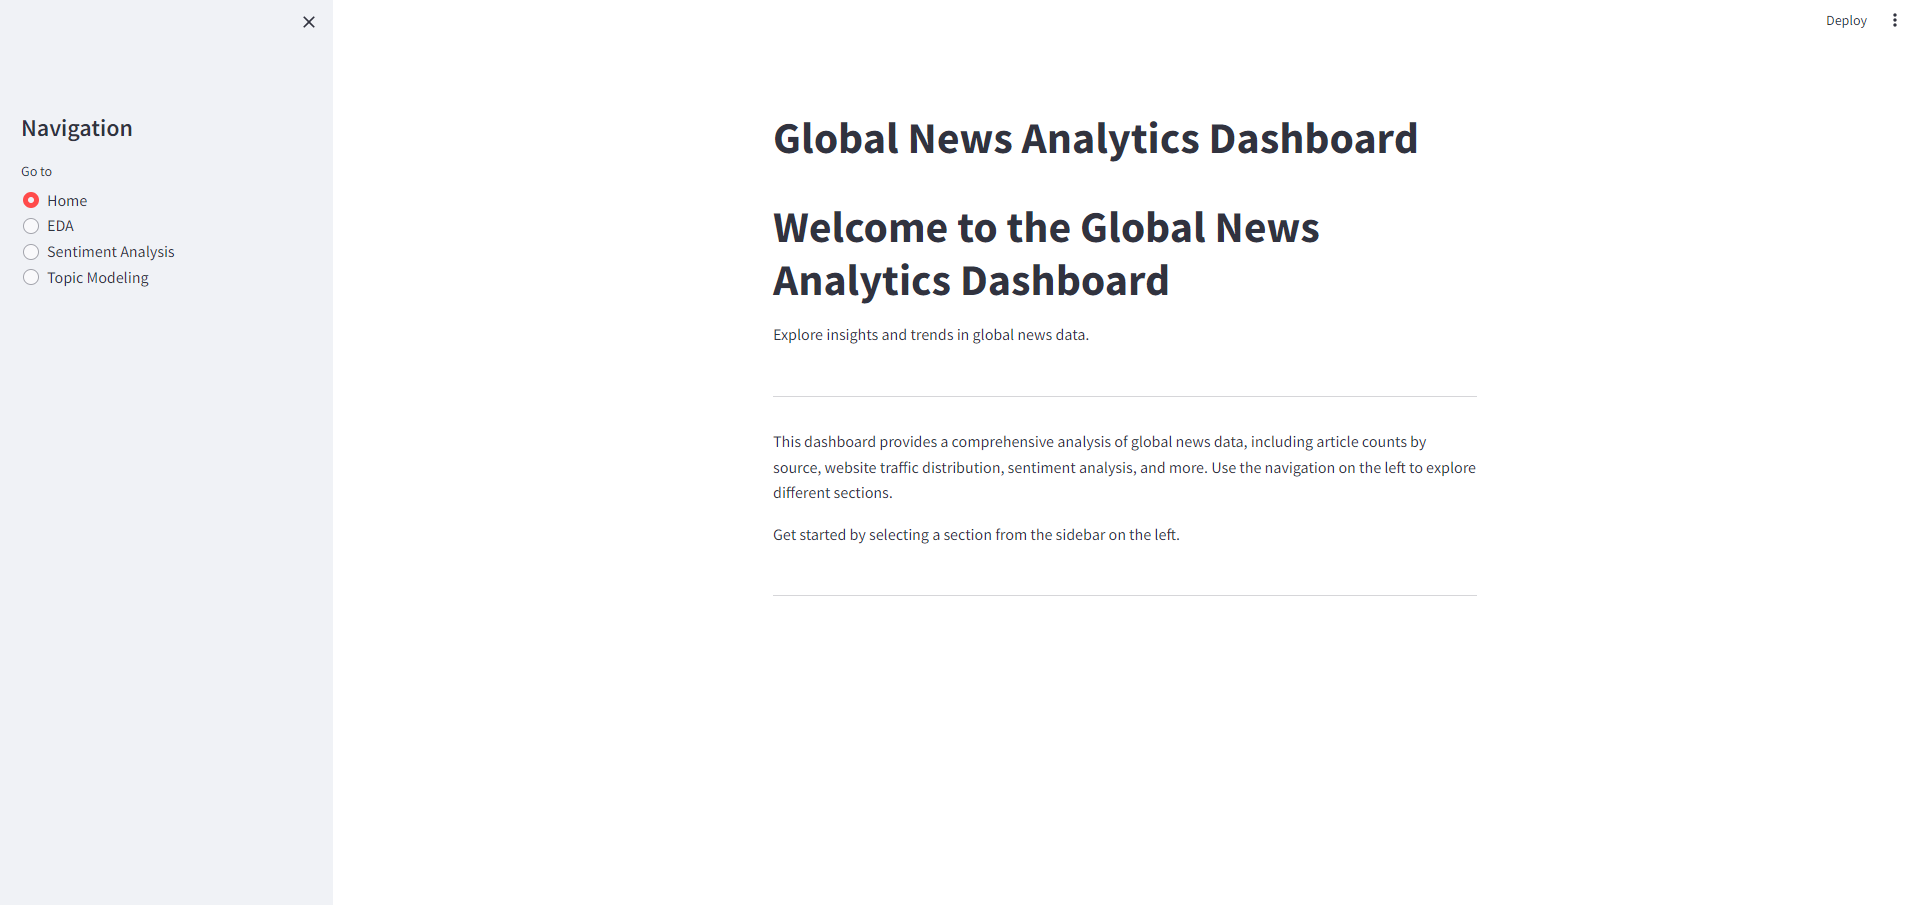 Deploy
Navigation
Go to
Home
EDA
Sentiment Analysis
Topic Modeling
Global News Analytics Dashboard
Welcome to the Global News
Analytics Dashboard
Explore insights and trends in global news data.
This dashboard provides a comprehensive analysis of global news data, including article counts by
source, website traffic distribution, sentiment analysis, and more. Use the navigation on the left to explore
different sections.
Get started by selecting a section from the sidebar on the left.